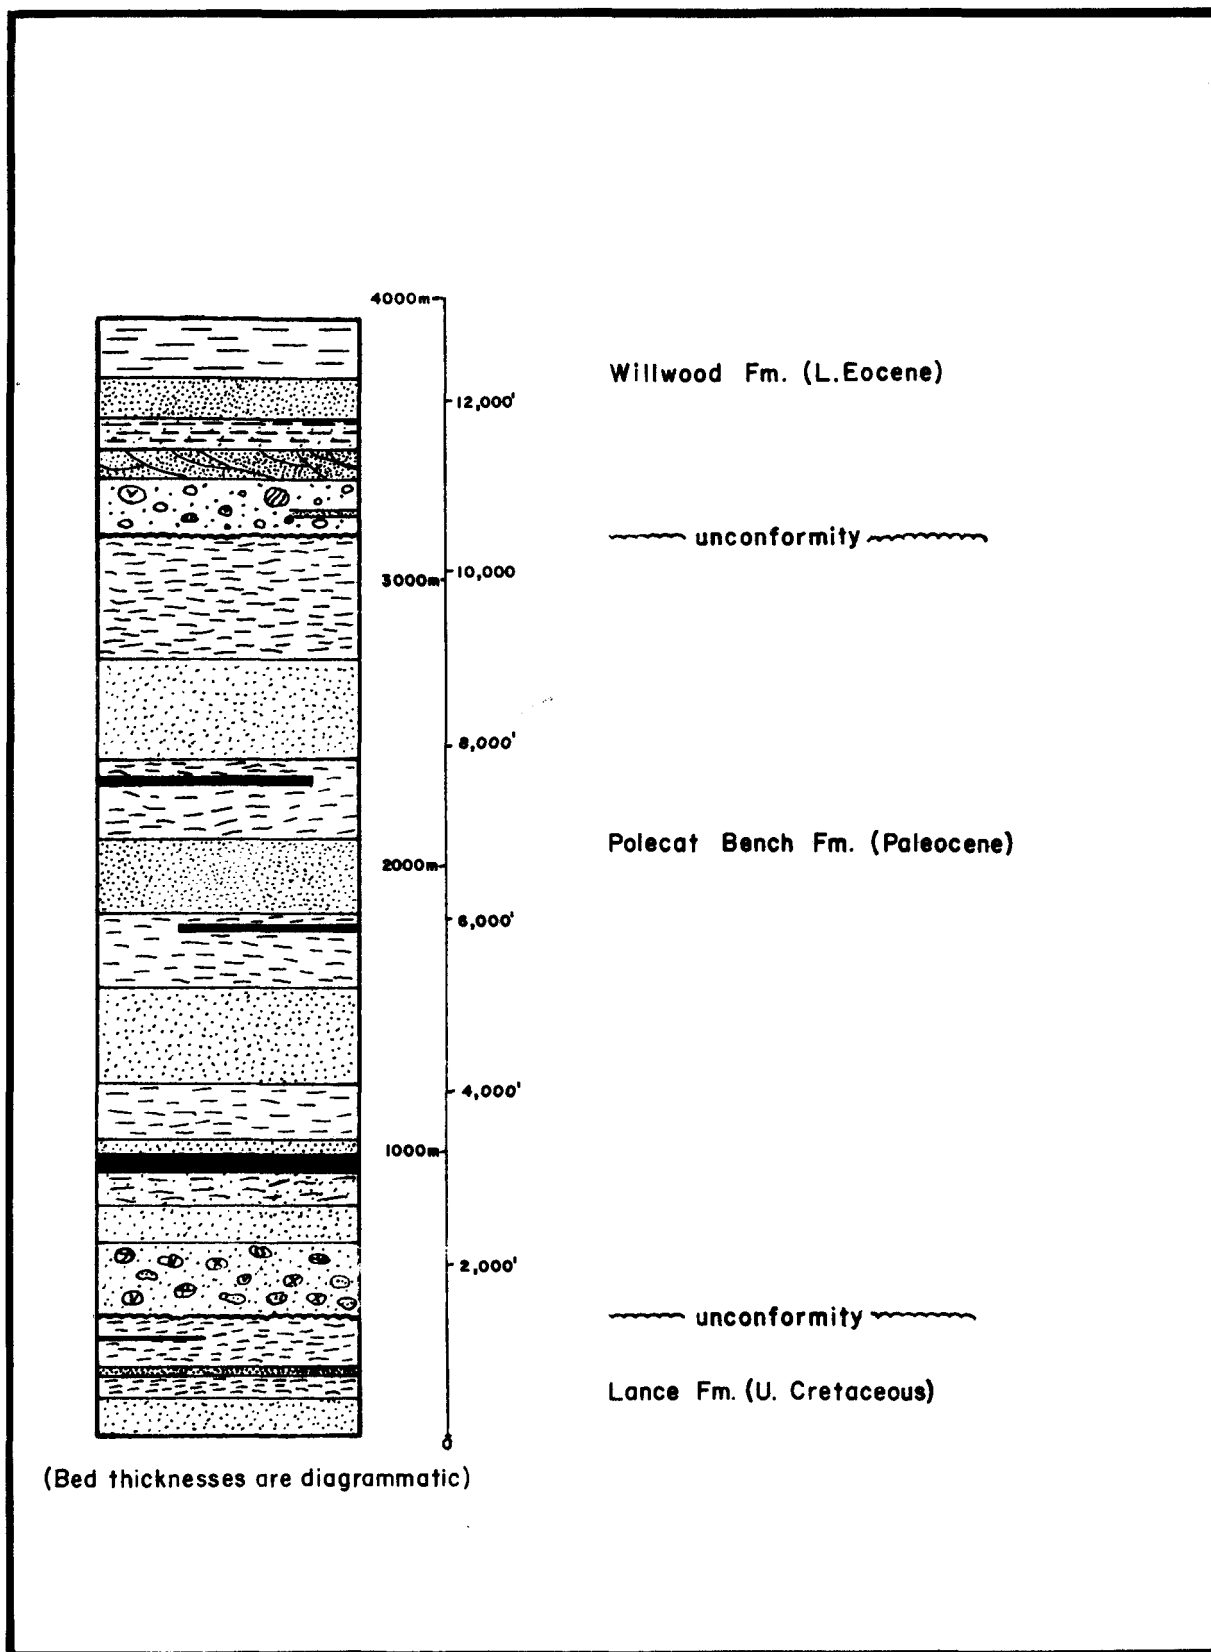 4000m
Willwood Fm. (L.Eocene)
12,000'
unconformity
3000m
10,000
8,000'
Polecat Bench Fm. (Paleocene)
2000m
6,000'
4,000'
1000m
2,000'
unconformity
Lance Fm. (U. Cretaceous)
0
(Bed thicknesses are diagrammatic)